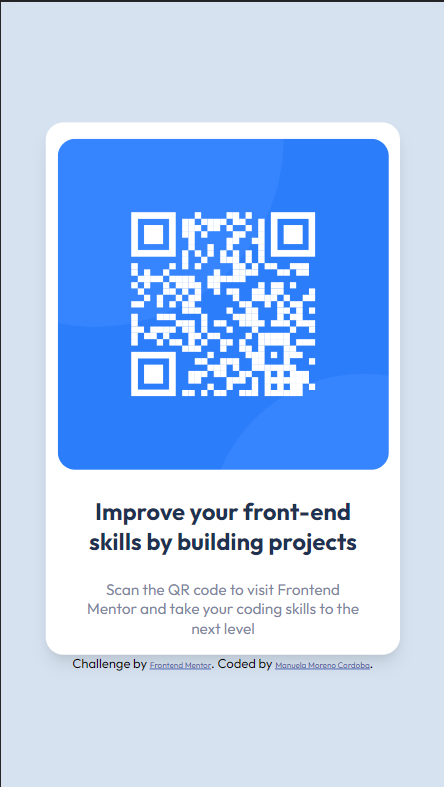 Improve your front-end
skills by building projects
Scan the QR code to visit Frontend
Mentor and take your coding skills to the
next level
Challenge by Frontend Mentor. Coded by Manuela Moreno Cordoba.